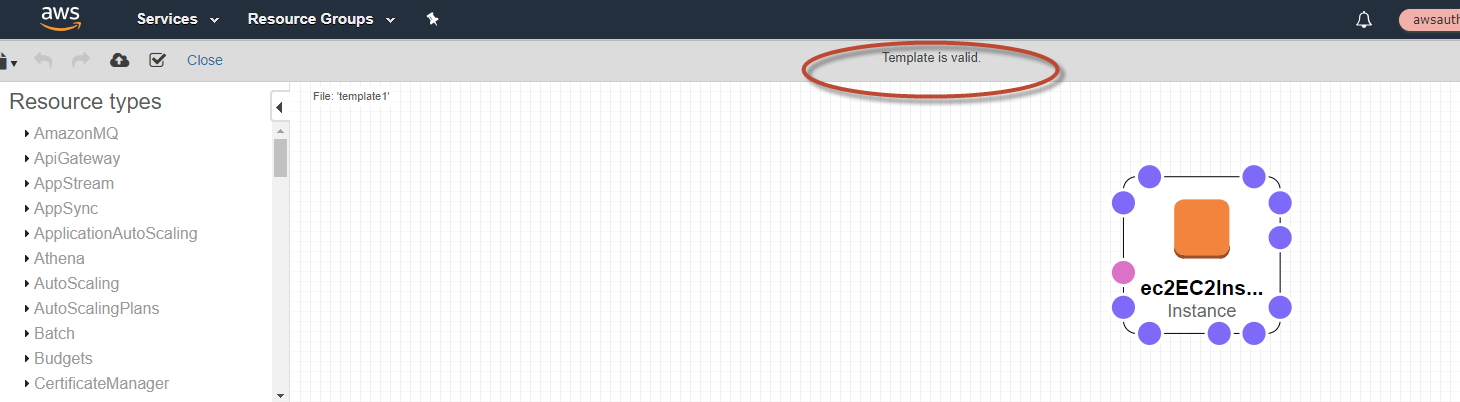 aws
Services
Resource Groups
awsauth
Close
Template is valid.
Resource types
File: 'template1'
AmazonMQ
ApiGateway
AppStream
AppSync
ApplicationAutoScaling
Athena
AutoScaling
AutoScalingPlans
Batch
Budgets
CertificateManager
ec2EC2Ins...
Instance